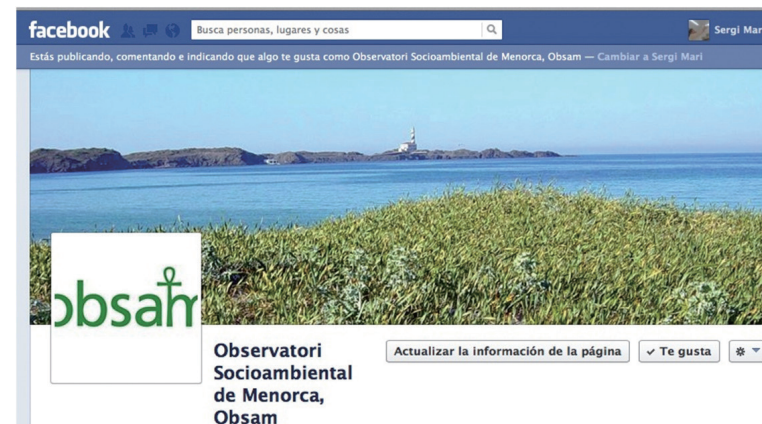 facebook
Busca personas, lugares y cosas
Sergi Mar
Estás publicando, comentando e indicando que algo te gusta como Observatori Socioambiental de Menorca, Obsam — Cambiar a Sergi Mari
obsam
Observatori
Socioambiental
de Menorca,
Obsam
Actualizar la información de la página
✓ Te gusta